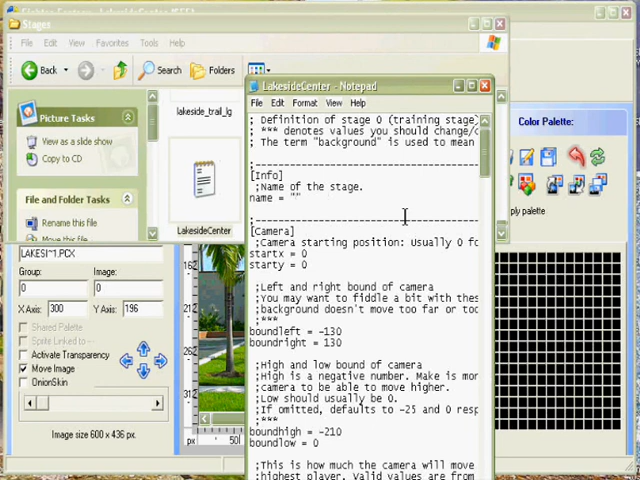 Stages
File Edit View Favorites Tools
Back Search Folders
Picture Tasks
View as a slide show
Copy to CD
File and Folder Tasks
Rename this file
lakeside_trail_lg
LakesideCenter
LAKESI~1.PCX
Group: Image:
0 0
X Axis: 300 Y Axis: 196
Shared Palette
Sprite Linked to
Activate Transparency
Move Image
OnionSkin
Image size 600 x 436 px.
162
187
312
px 50
LakesideCenter - Notepad
File Edit Format View Help
; Definition of stage 0 (training stage)
; *** denotes values you should change/
; The term "background" is used to mean
;-----------------------------------------
[Info]
;Name of the stage.
name = ""
;-----------------------------------------
[Camera]
;Camera starting position: Usually 0
startx = 0
starty = 0
;Left and right bound of camera
;You may want to fiddle a bit with
background doesn't move too far or
;***
boundleft = -130
boundright = 130
;High and low bound of camera
;High is a negative number. Make is
camera to be able to move higher.
;Low should usually be 0.
;If omitted, defaults to -25 and 0
;***
boundhigh = -210
boundlow = 0
;This is how much the camera will move
highest player. Valid values are from
Color Palette:
palette